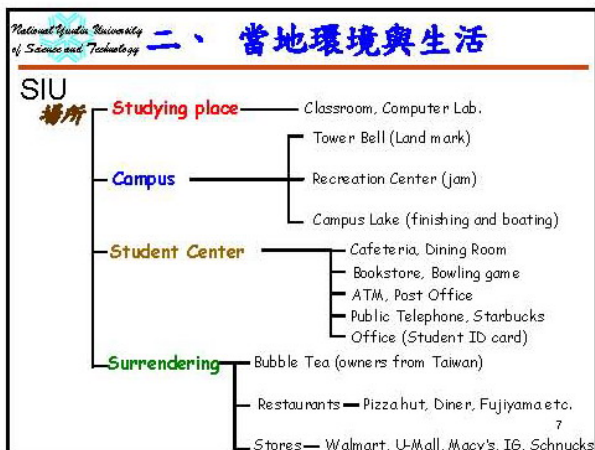 National Yunlin University
of Science and Technology
二、 當地環境與生活
SIU
場所
Studying place
Classroom, Computer Lab.
Campus
Tower Bell (Land mark)
Recreation Center (jam)
Campus Lake (finishing and boating)
Student Center
Cafeteria, Dining Room
Bookstore, Bowling game
ATM, Post Office
Public Telephone, Starbucks
Office (Student ID card)
Surrendering
Bubble Tea (owners from Taiwan)
Restaurants
Pizzahut, Diner, Fujiyama etc.
7
Stores
Walmart, U-Mall, Macy's, IG, Schnucks